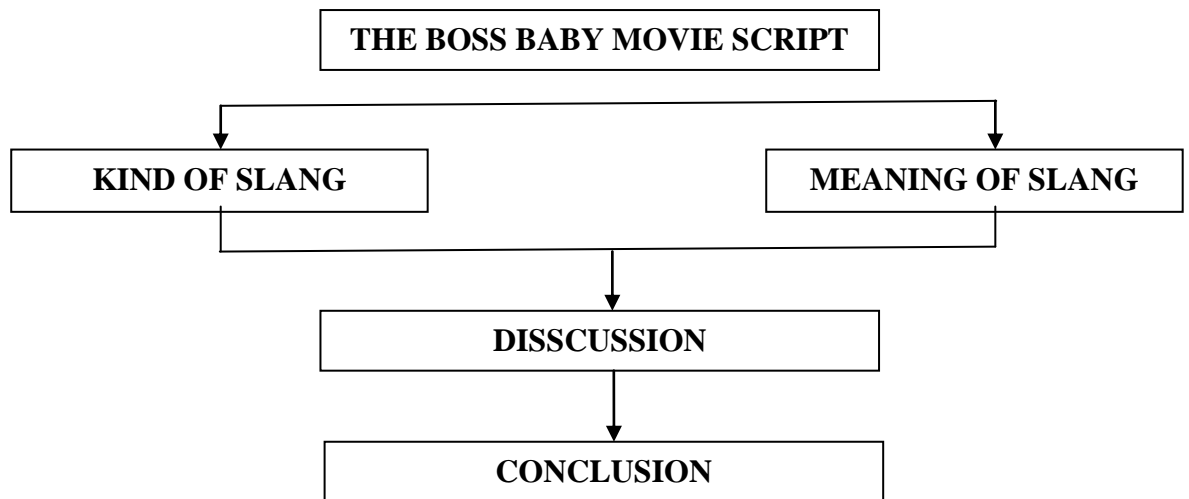 THE BOSS BABY MOVIE SCRIPT
KIND OF SLANG
MEANING OF SLANG
DISSCUSSION
CONCLUSION